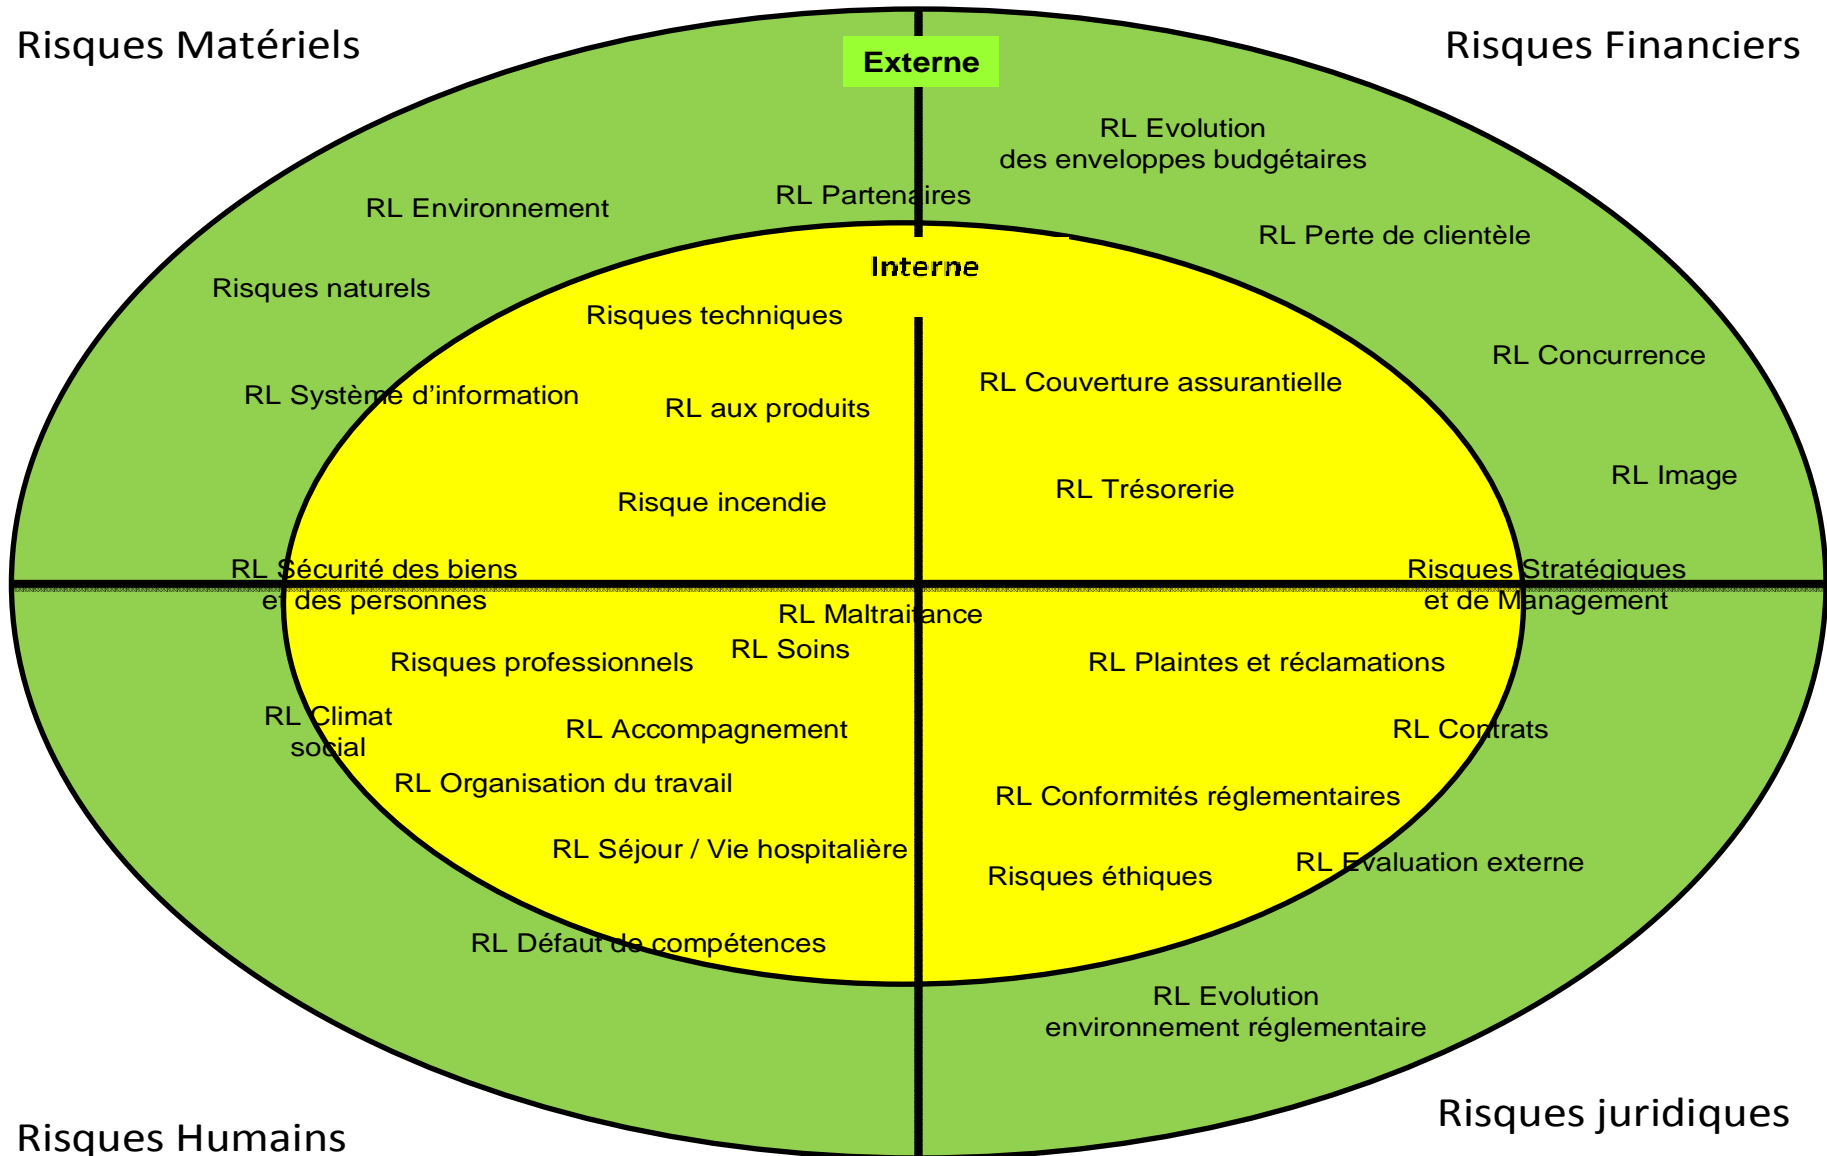 Risques Matériels
Risques Financiers
Externe
RL Evolution
des enveloppes budgétaires
RL Partenaires
RL Environnement
RL Perte de clientèle
Interne
Risques naturels
Risques techniques
RL Concurrence
RL Couverture assurantielle
RL Système d’information
RL aux produits
RL Image
RL Trésorerie
Risque incendie
RL Sécurité des biens
et des personnes
Risques Stratégiques
et de Management
RL Maltraitance
RL Soins
Risques professionnels
RL Plaintes et réclamations
RL Climat
social
RL Accompagnement
RL Contrats
RL Organisation du travail
RL Conformités réglementaires
RL Séjour / Vie hospitalière
RL Evaluation externe
Risques éthiques
RL Défaut de compétences
RL Evolution
environnement réglementaire
Risques Humains
Risques juridiques